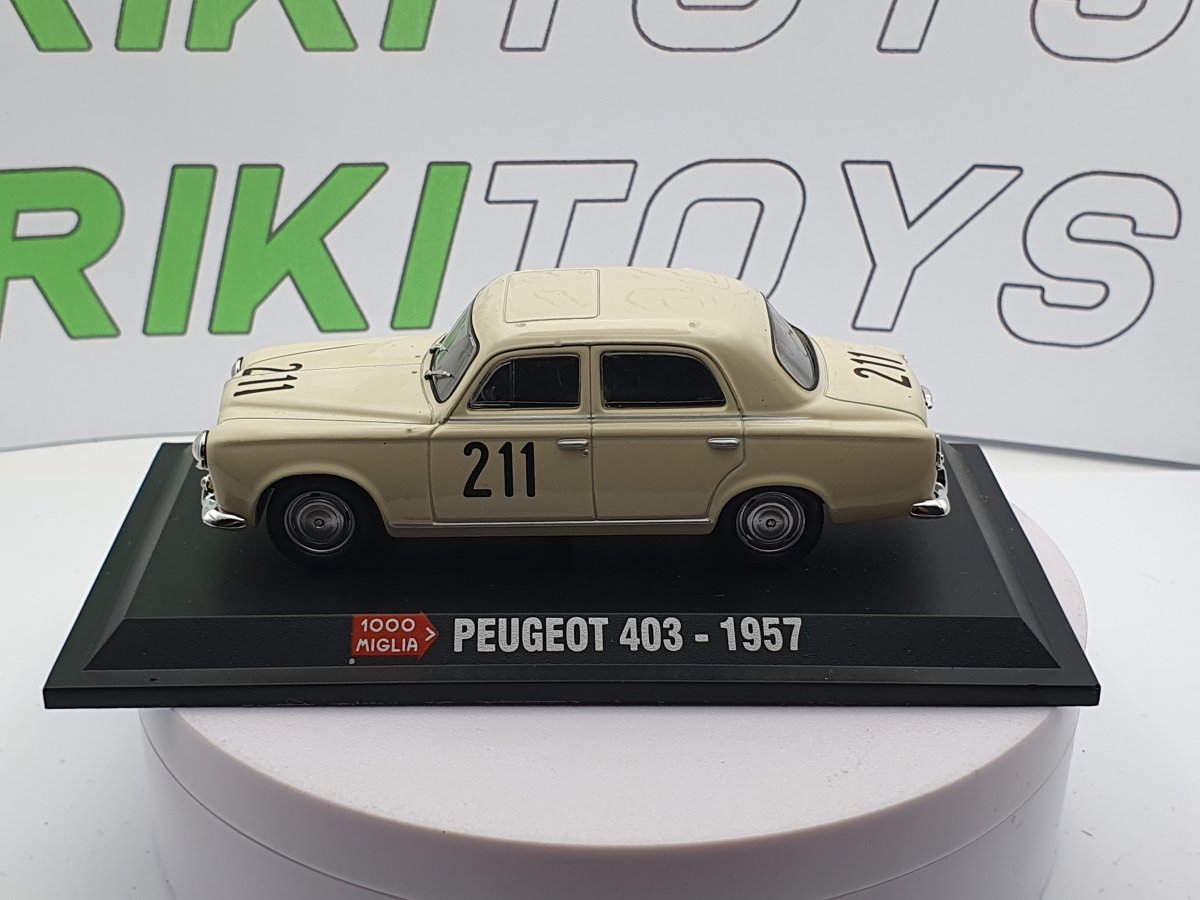 RIKITOYS
RIKITOYS
211
211
211
1000
MIGLIA
PEUGEOT 403 - 1957